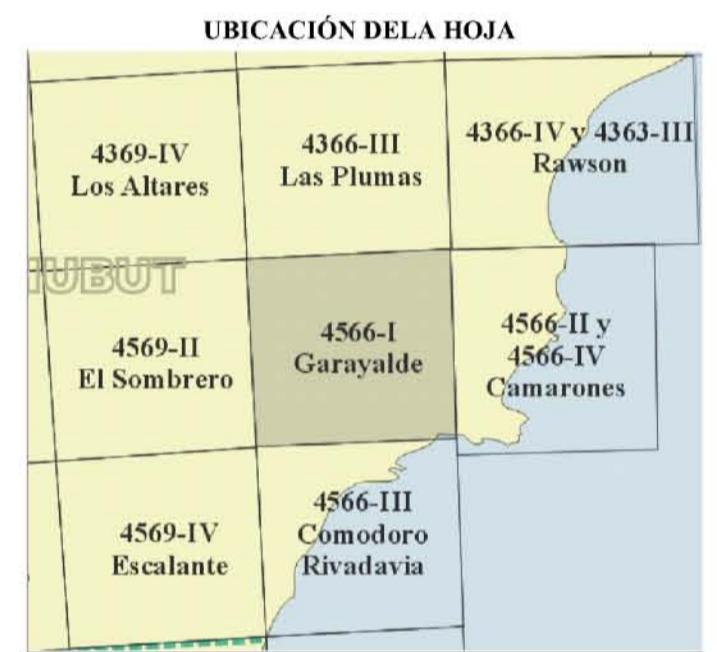 UBICACIÓN DELA HOJA
4369-IV
Los Altares
4366-III
Las Plumas
4366-IV y 4363-III
Rawson
HUBUT
4569-II
El Sombrero
4566-I
Garayalde
4566-II y
4566-IV
Camarones
4569-IV
Escalante
4566-III
Comodoro
Rivadavia